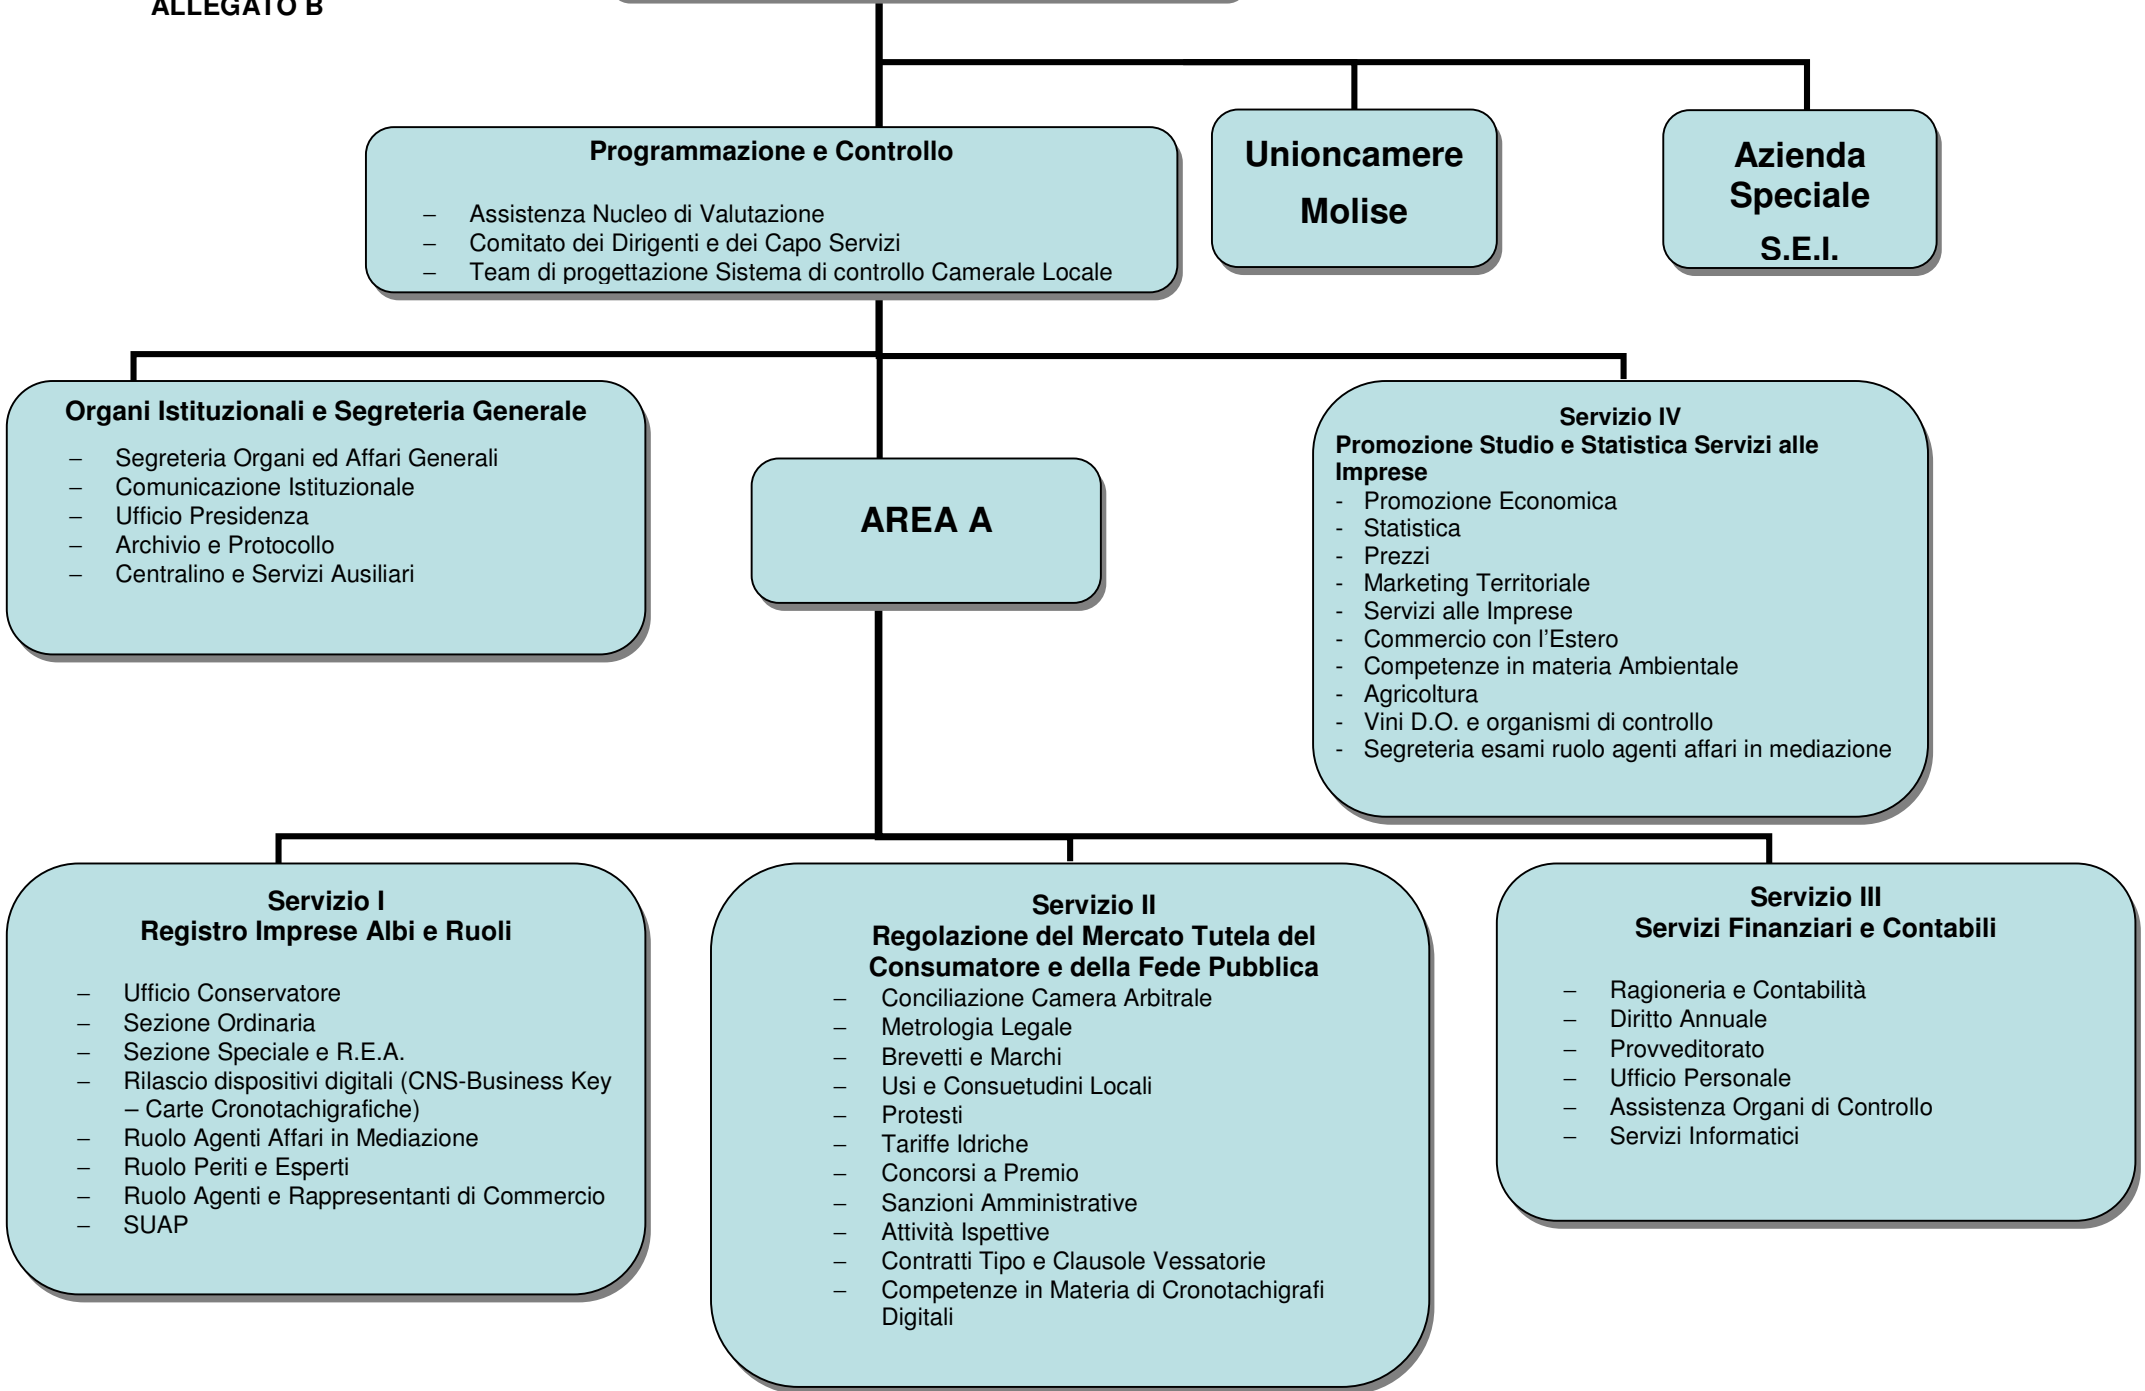 ALLEGATO B
Programmazione e Controllo
– Assistenza Nucleo di Valutazione
– Comitato dei Dirigenti e dei Capo Servizi
– Team di progettazione Sistema di controllo Camerale Locale
Unioncamere
Molise
Azienda
Speciale
S.E.I.
Organi Istituzionali e Segreteria Generale
– Segreteria Organi ed Affari Generali
– Comunicazione Istituzionale
– Ufficio Presidenza
– Archivio e Protocollo
– Centralino e Servizi Ausiliari
AREA A
Servizio IV
Promozione Studio e Statistica Servizi alle
Imprese
- Promozione Economica
- Statistica
- Prezzi
- Marketing Territoriale
- Servizi alle Imprese
- Commercio con l'Estero
- Competenze in materia Ambientale
- Agricoltura
- Vini D.O. e organismi di controllo
- Segreteria esami ruolo agenti affari in mediazione
Servizio I
Registro Imprese Albi e Ruoli
– Ufficio Conservatore
– Sezione Ordinaria
– Sezione Speciale e R.E.A.
– Rilascio dispositivi digitali (CNS-Business Key
– Carte Cronotachigrafiche)
– Ruolo Agenti Affari in Mediazione
– Ruolo Periti e Esperti
– Ruolo Agenti e Rappresentanti di Commercio
– SUAP
Servizio II
Regolazione del Mercato Tutela del
Consumatore e della Fede Pubblica
– Conciliazione Camera Arbitrale
– Metrologia Legale
– Brevetti e Marchi
– Usi e Consuetudini Locali
– Protesti
– Tariffe Idriche
– Concorsi a Premio
– Sanzioni Amministrative
– Attività Ispettive
– Contratti Tipo e Clausole Vessatorie
– Competenze in Materia di Cronotachigrafi
Digitali
Servizio III
Servizi Finanziari e Contabili
– Ragioneria e Contabilità
– Diritto Annuale
– Provveditorato
– Ufficio Personale
– Assistenza Organi di Controllo
– Servizi Informatici